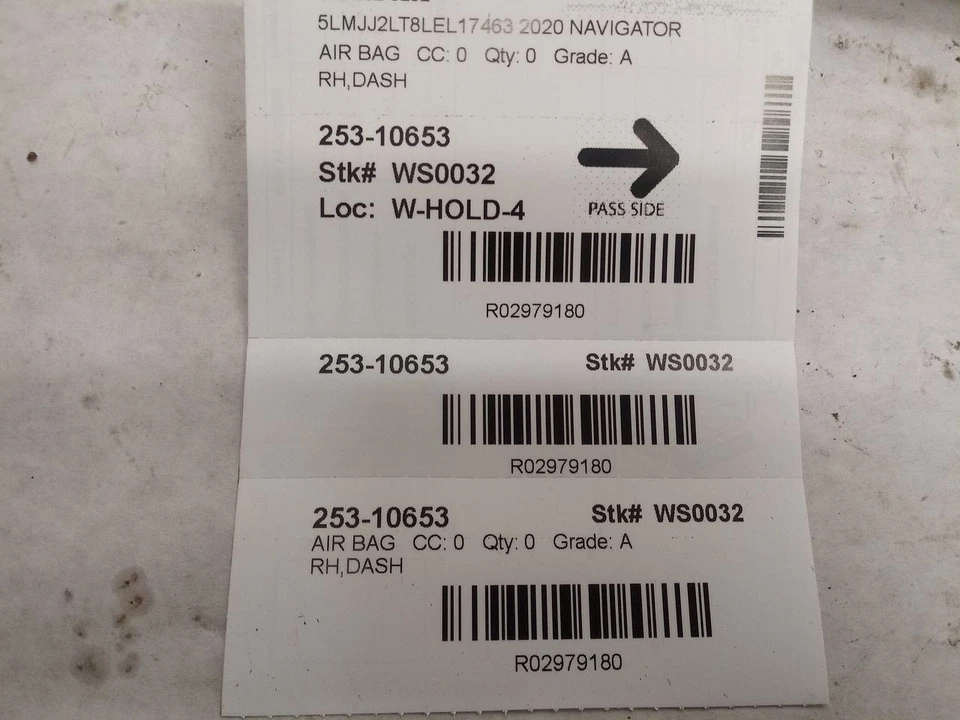 5LMJJ2LT8LEL17463 2020 NAVIGATOR
AIR BAG CC: 0 Qty: 0 Grade: A
RH,DASH
253-10653
Stk# WS0032
Loc: W-HOLD-4
PASS SIDE
R02979180
253-10653 Stk# WS0032
R02979180
253-10653 Stk# WS0032
AIR BAG CC: 0 Qty: 0 Grade: A
RH,DASH
R02979180